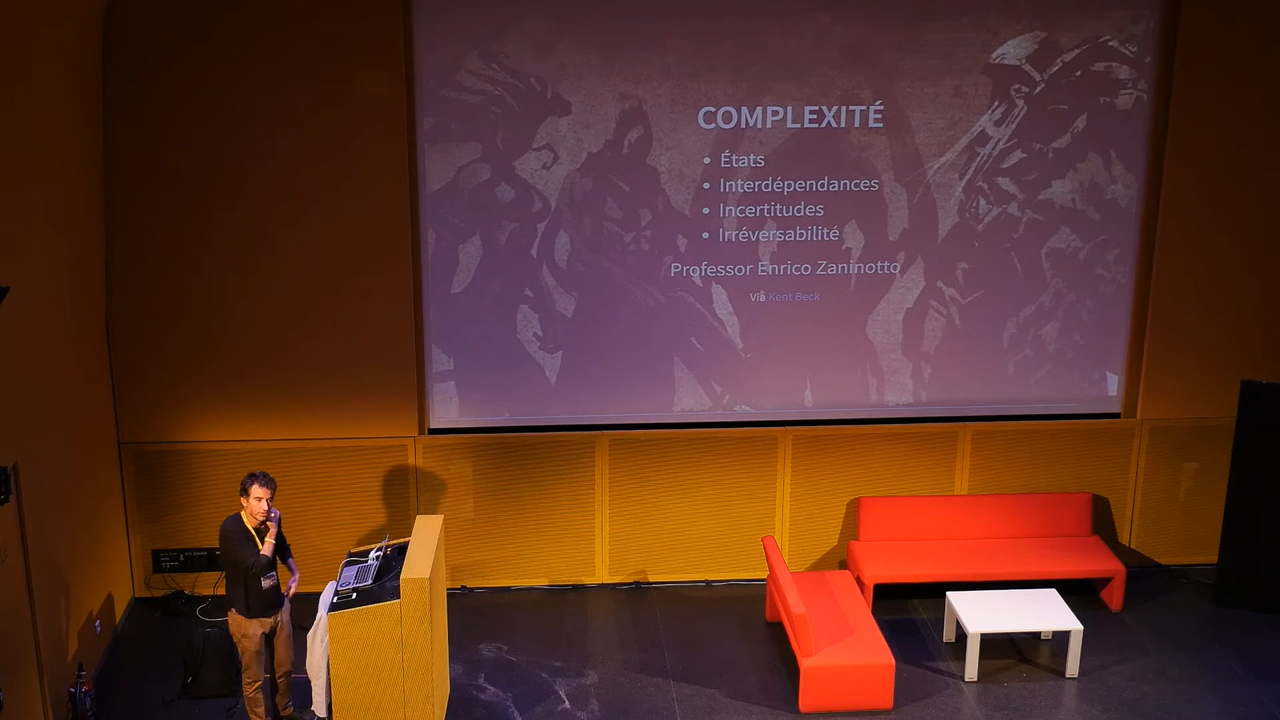 COMPLEXITÉ
• États
• Interdépendances
• Incertitudes
• Irréversabilité
Professor Enrico Zaninotto
Via Kent Beck